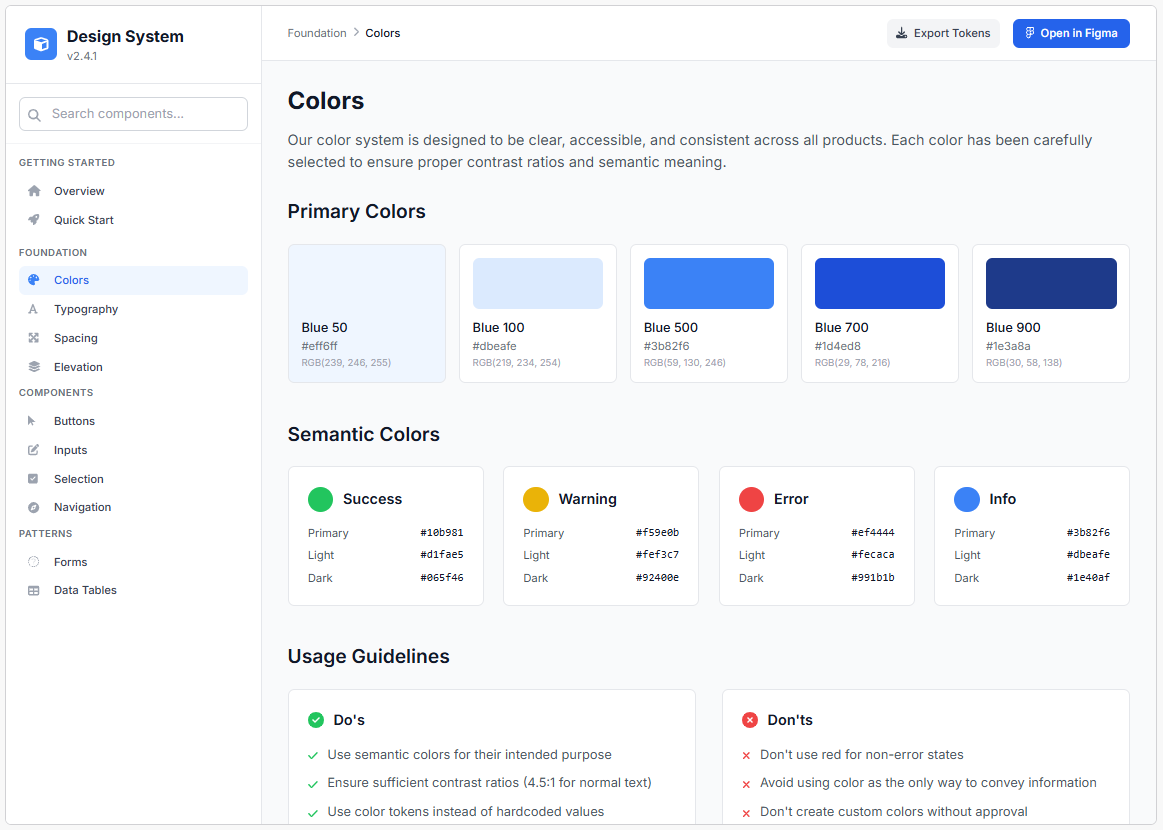 Design System
v2.4.1
Search components...
GETTING STARTED
Overview
Quick Start
FOUNDATION
Colors
Typography
Spacing
Elevation
COMPONENTS
Buttons
Inputs
Selection
Navigation
PATTERNS
Forms
Data Tables
Foundation > Colors
Export Tokens
Open in Figma
Colors
Our color system is designed to be clear, accessible, and consistent across all products. Each color has been carefully
selected to ensure proper contrast ratios and semantic meaning.
Primary Colors
Blue 50
#eff6ff
RGB(239, 246, 255)
Blue 100
#dbeafe
RGB(219, 234, 254)
Blue 500
#3b82f6
RGB(59, 130, 246)
Blue 700
#1d4ed8
RGB(29, 78, 216)
Blue 900
#1e3a8a
RGB(30, 58, 138)
Semantic Colors
Success
Primary #10b981
Light #d1fae5
Dark #065f46
Warning
Primary #f59e0b
Light #fef3c7
Dark #92400e
Error
Primary #ef4444
Light #fecaca
Dark #991b1b
Info
Primary #3b82f6
Light #dbeafe
Dark #1e40af
Usage Guidelines
Do's
Use semantic colors for their intended purpose
Ensure sufficient contrast ratios (4.5:1 for normal text)
Use color tokens instead of hardcoded values
Don'ts
Don't use red for non-error states
Avoid using color as the only way to convey information
Don't create custom colors without approval